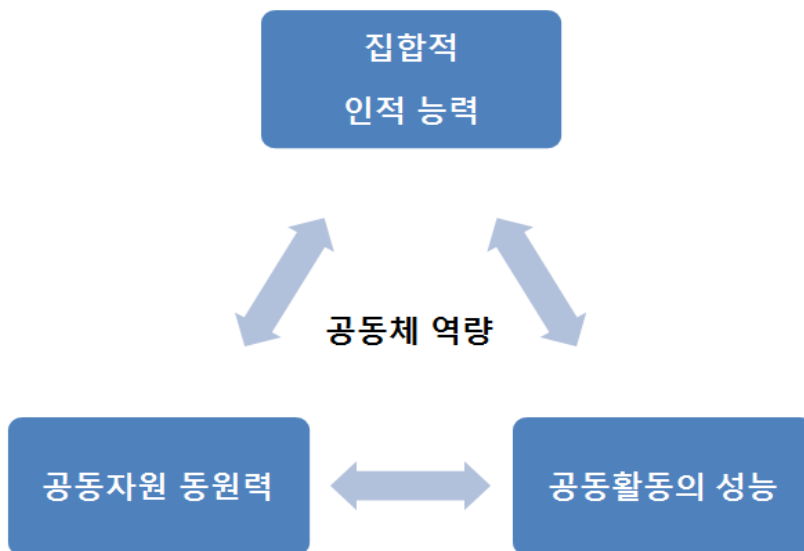 집합적
인적 능력
공동체 역량
공동자원 동원력
공동활동의 성능